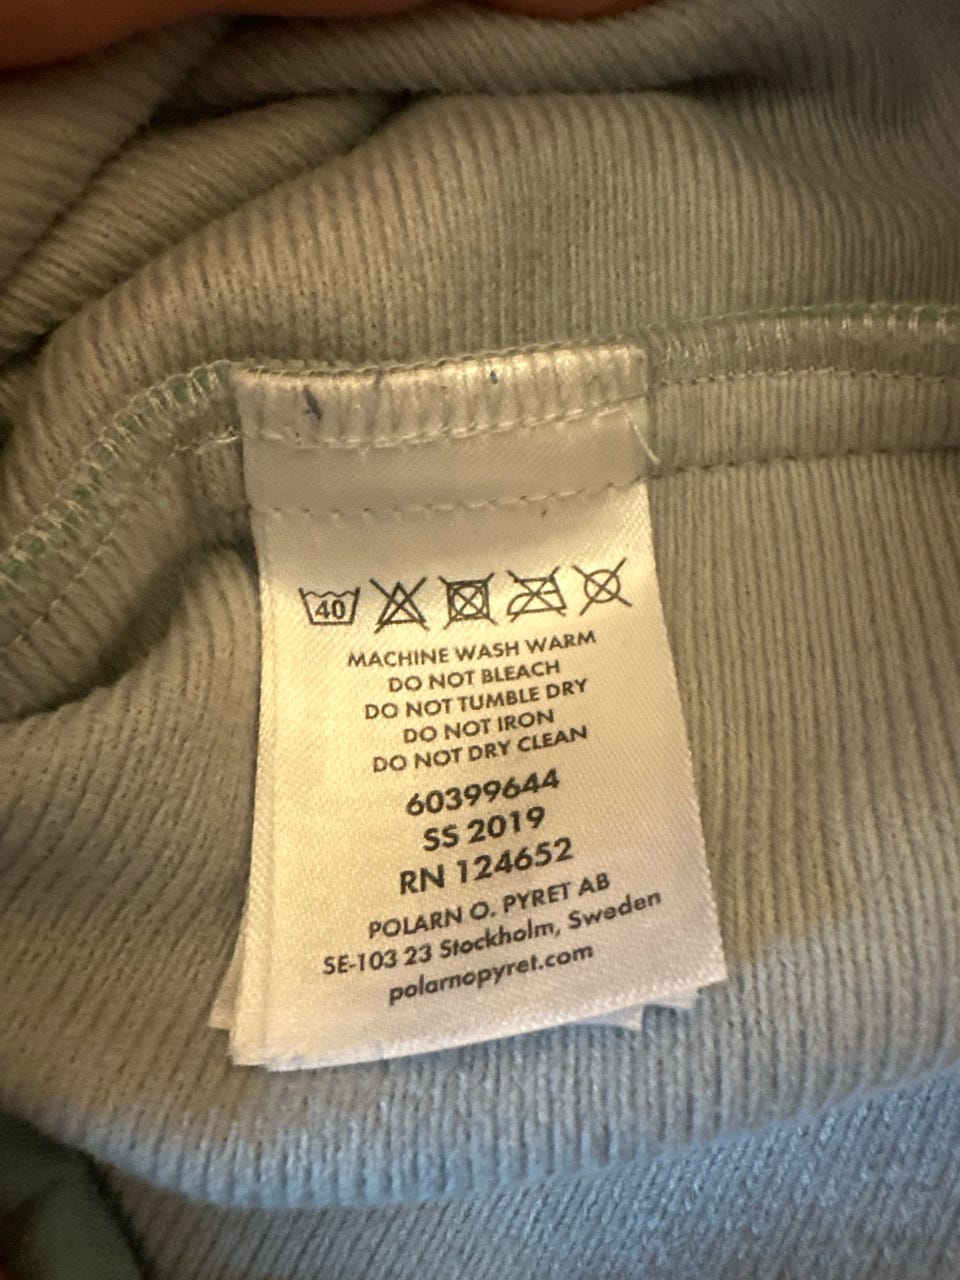 40
MACHINE WASH WARM
DO NOT BLEACH
DO NOT TUMBLE DRY
DO NOT IRON
DO NOT DRY CLEAN
60399644
SS 2019
RN 124652
POLARN O. PYRET AB
SE-103 23 Stockholm, Sweden
polarnopyret.com